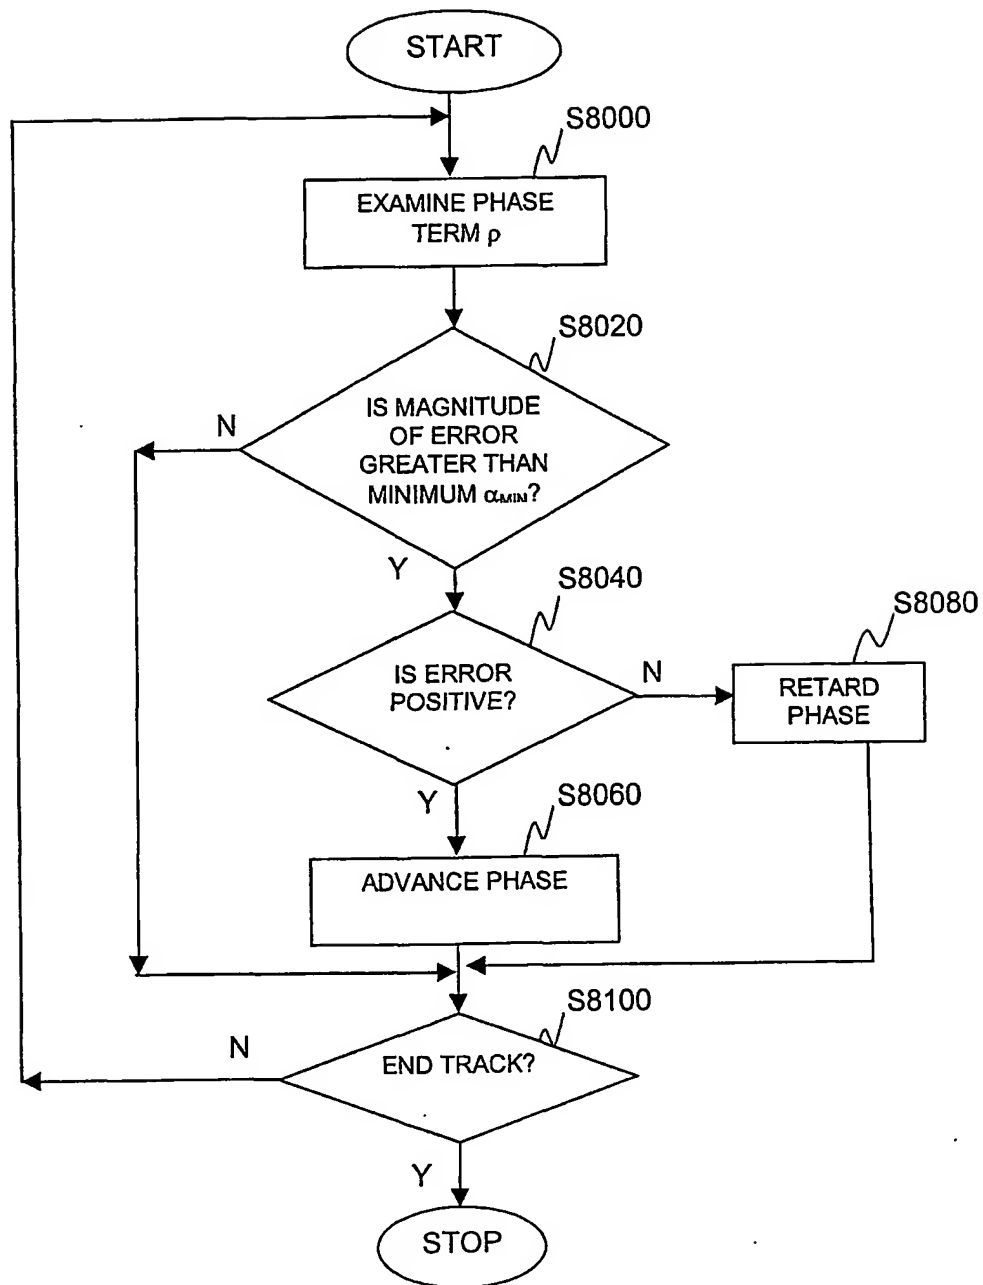 START
S8000
EXAMINE PHASE
TERM ρ
S8020
N
IS MAGNITUDE
OF ERROR
GREATER THAN
MINIMUM αMIN?
Y
S8040
S8080
IS ERROR
POSITIVE?
N
RETARD
PHASE
Y
S8060
ADVANCE PHASE
S8100
N
END TRACK?
Y
STOP